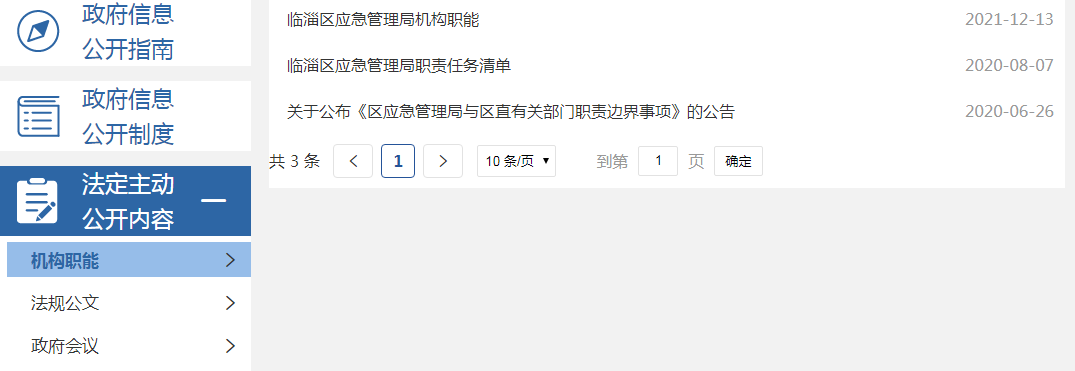 政府信息
公开指南
政府信息
公开制度
法定主动
公开内容
机构职能
法规公文
政府会议
临淄区应急管理局机构职能 2021-12-13
临淄区应急管理局职责任务清单 2020-08-07
关于公布《区应急管理局与区直有关部门职责边界事项》的公告 2020-06-26
共 3 条 1 10 条/页 到第 1 页 确定